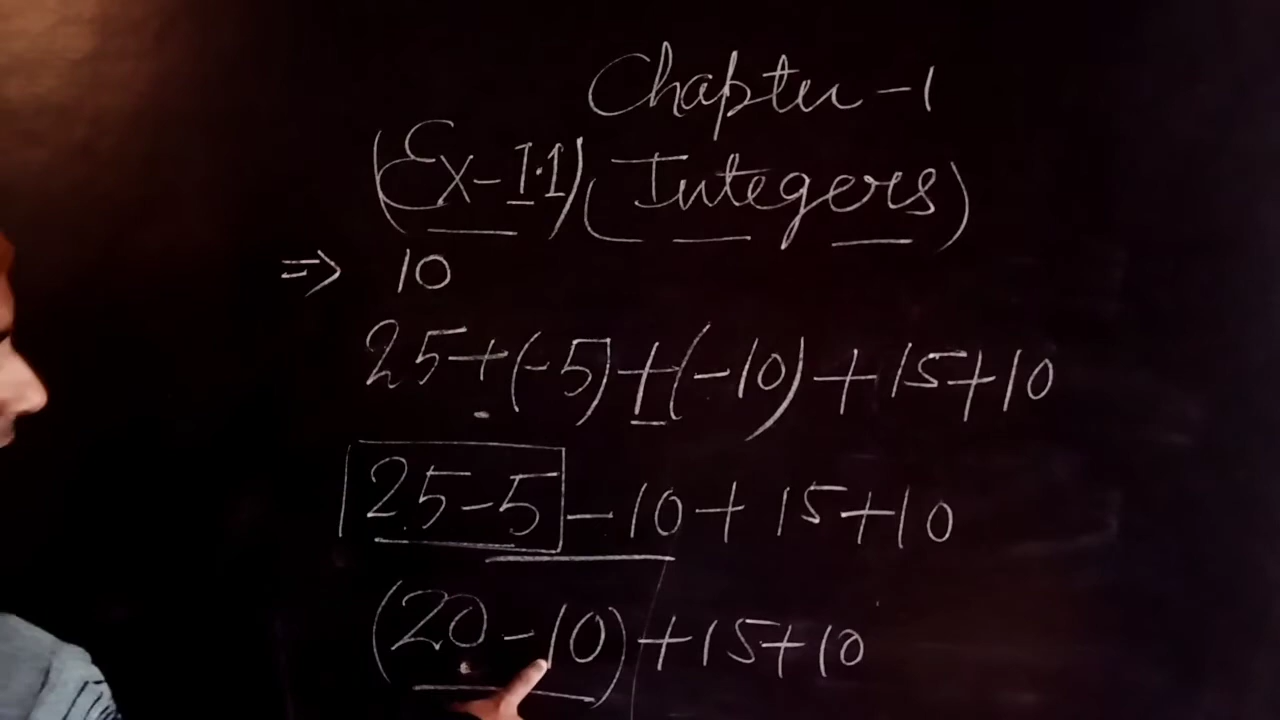 Chapter-1
(Ex-1.1) (Integers)
⇒ 10
25+(-5)+(-10)+15+10
25-5-10+15+10
(20-10)+15+10